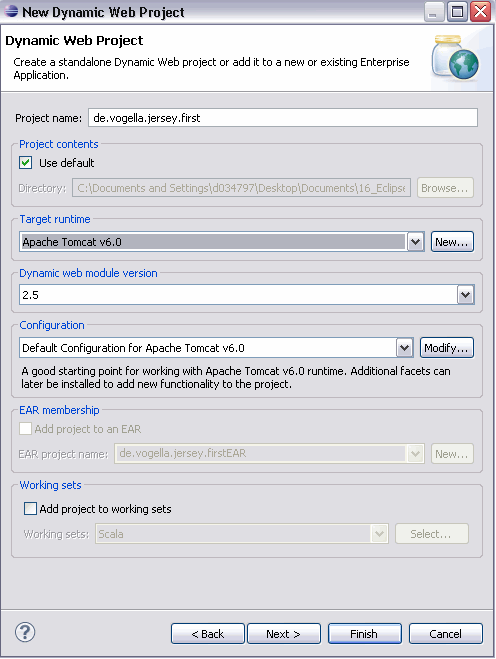 New Dynamic Web Project
Dynamic Web Project
Create a standalone Dynamic Web project or add it to a new or existing Enterprise
Application.
Project name: de.vogella.jersey.first
Project contents
Use default
Directory: C:\Documents and Settings\d034797\Desktop\Documents\16_Eclipse Browse...
Target runtime
Apache Tomcat v6.0 New...
Dynamic web module version
2.5
Configuration
Default Configuration for Apache Tomcat v6.0 Modify...
A good starting point for working with Apache Tomcat v6.0 runtime. Additional facets can
later be installed to add new functionality to the project.
EAR membership
Add project to an EAR
EAR project name: de.vogella.jersey.firstEAR New...
Working sets
Add project to working sets
Working sets: Scala Select...
? < Back Next > Finish Cancel